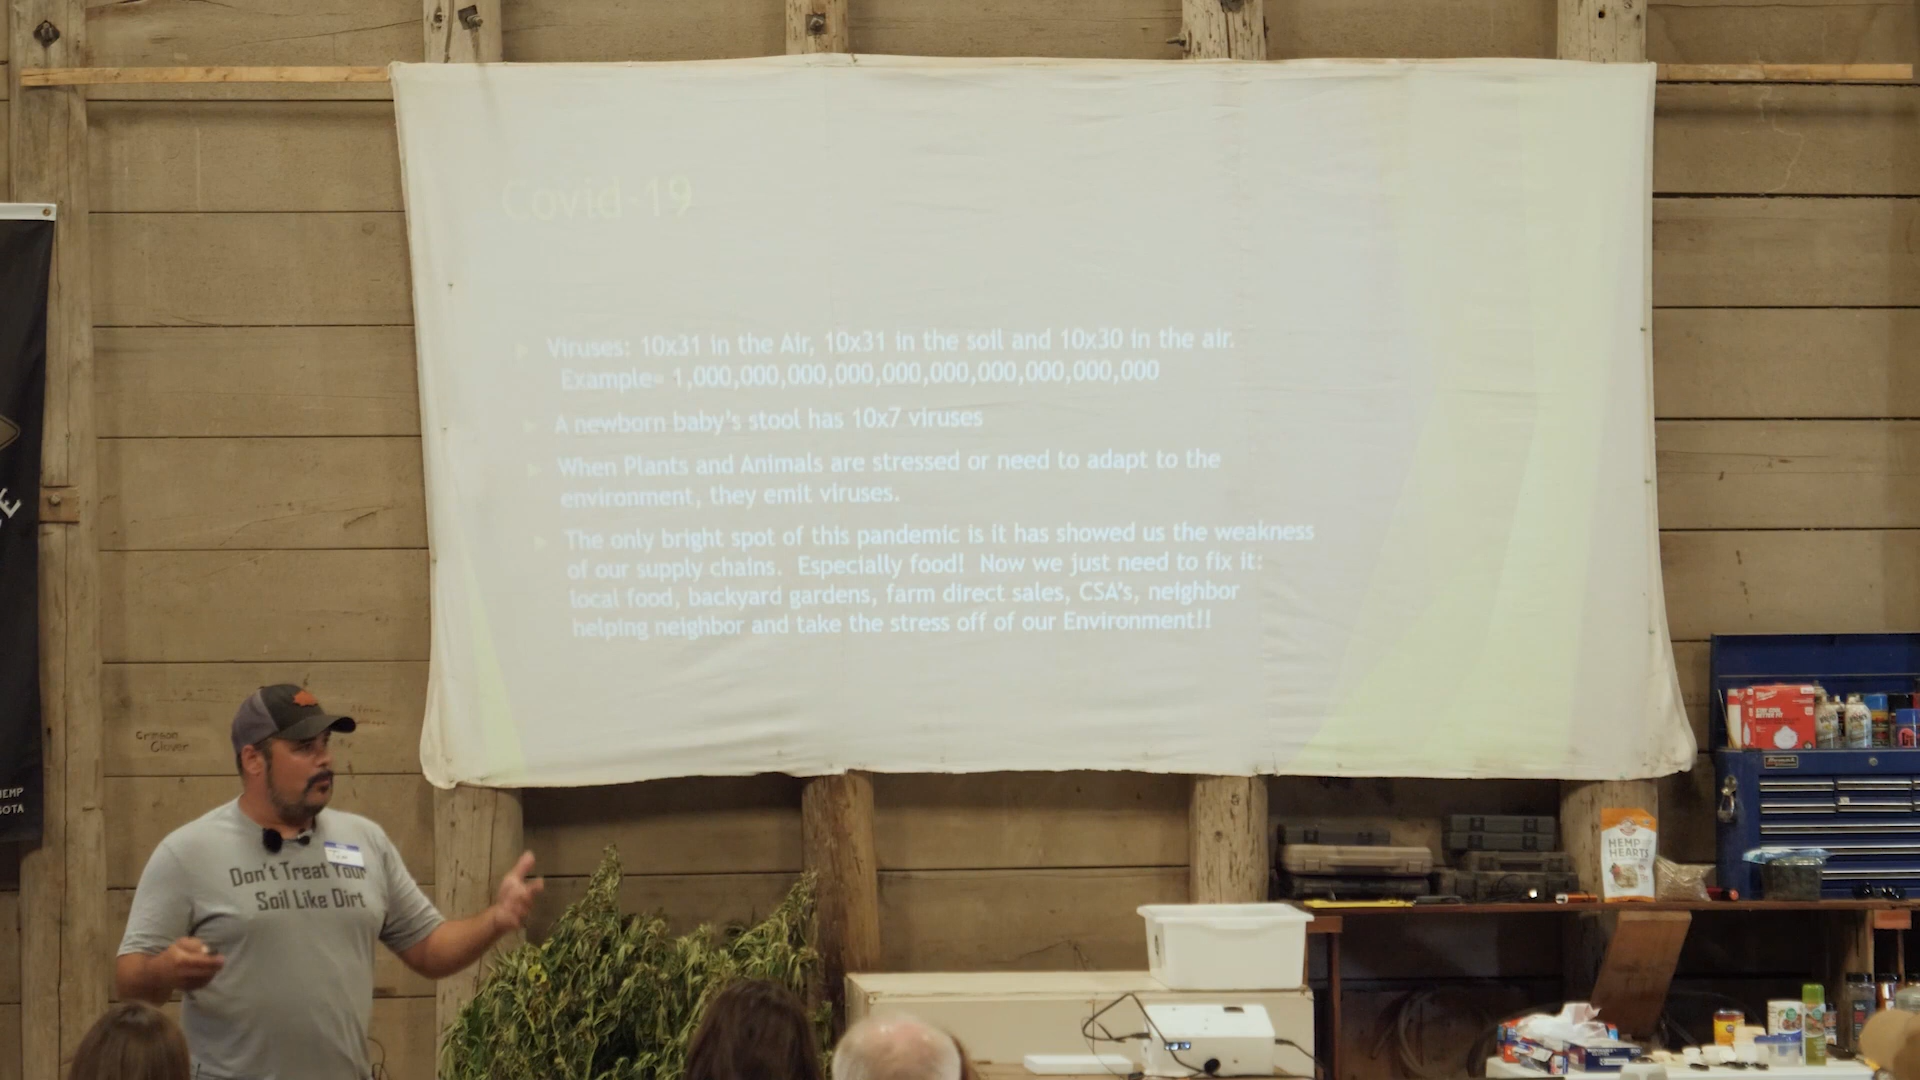 Covid-19
Viruses: 10x31 in the Air, 10x31 in the soil and 10x30 in the air.
Example= 1,000,000,000,000,000,000,000,000,000,000
A newborn baby's stool has 10x7 viruses
When Plants and Animals are stressed or need to adapt to the
environment, they emit viruses.
The only bright spot of this pandemic is it has showed us the weakness
of our supply chains. Especially food! Now we just need to fix it:
local food, backyard gardens, farm direct sales, CSA's, neighbor
helping neighbor and take the stress off of our Environment!!
Crimson
Clover
Don't Treat Your
Soil Like Dirt
HEMP
HEMP
HEARTS